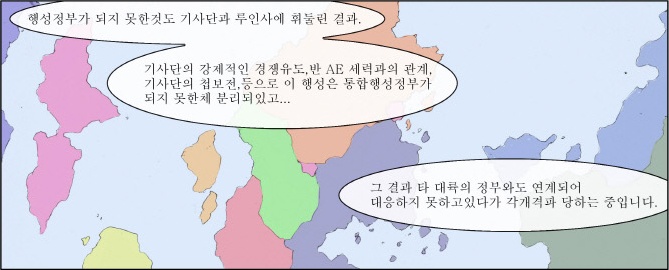 행성정부가 되지 못한것도 기사단과 루인사에 휘둘린 결과.
기사단의 강제적인 경쟁유도,반 AE 세력과의 관계,
기사단의 첩보전,등으로 이 행성은 통합행성정부가
되지 못한체 분리되있고...
그 결과 타 대륙의 정부와도 연계되어
대응하지 못하고있다가 각개격파 당하는 중입니다.